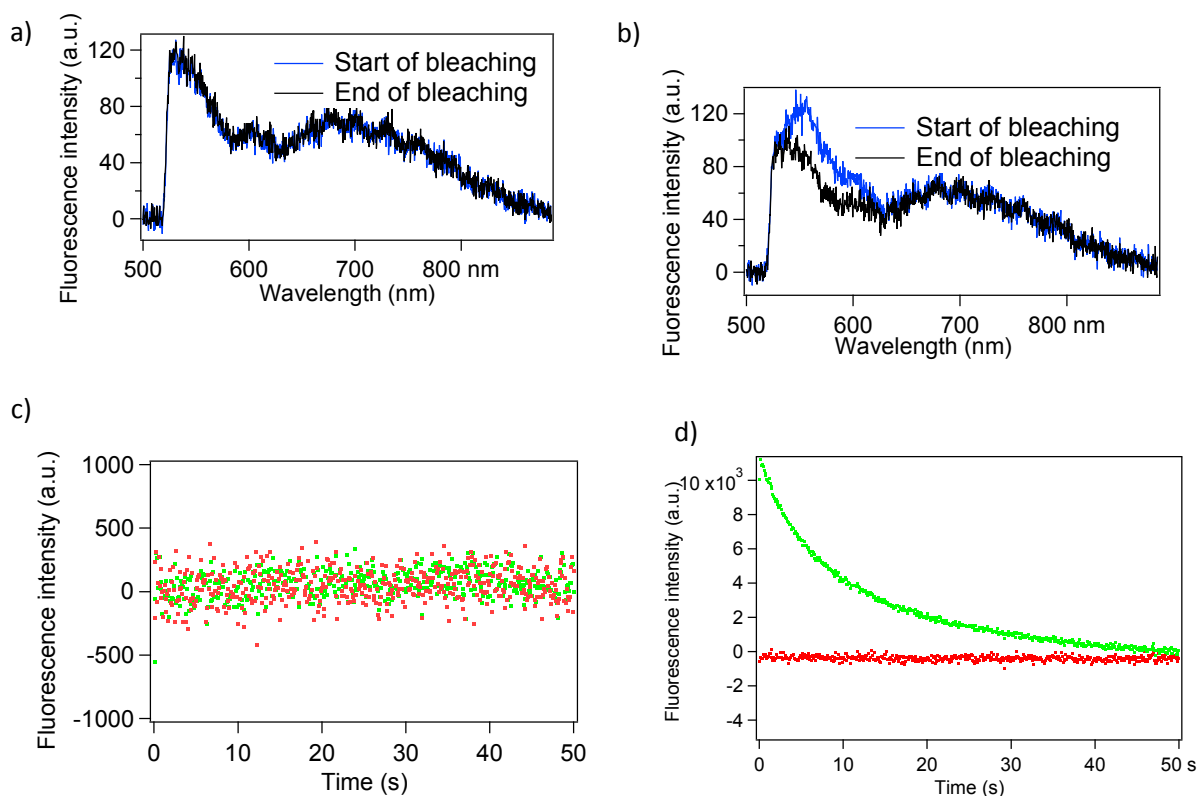 a)
Fluorescence intensity (a.u.)
120
80
40
0
Start of bleaching
End of bleaching
500
600
700
800 nm
Wavelength (nm)
b)
Fuorescence intensity (a.u.)
120
80
40
0
Start of bleaching
End of bleaching
500
600
700
800 nm
Wavelength (nm)
c)
Fluorescence intensity (a.u.)
1000
500
0
-500
-1000
0
10
20
30
40
50
Time (s)
d)
Fluorescence intensity (a.u.)
10 x10³
8
6
4
2
0
-2
-4
0
10
20
30
40
50 s
Time (s)